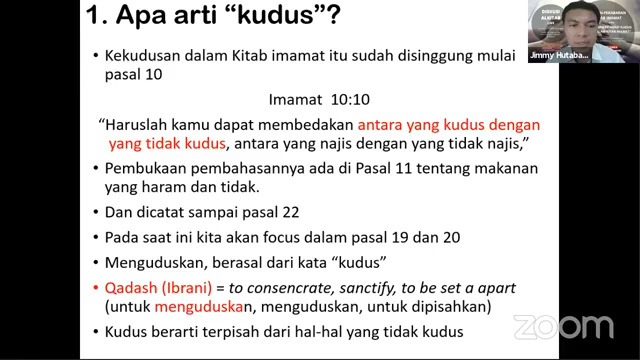 1. Apa arti “kudus”?
• Kekudusan dalam Kitab imamat itu sudah disinggung mulai
pasal 10
Imamat 10:10
“Haruslah kamu dapat membedakan antara yang kudus dengan
yang tidak kudus, antara yang najis dengan yang tidak najis,”
• Pembukaan pembahasannya ada di Pasal 11 tentang makanan
yang haram dan tidak.
• Dan dicatat sampai pasal 22
• Pada saat ini kita akan focus dalam pasal 19 dan 20
• Menguduskan, berasal dari kata “kudus”
• Qadash (Ibrani) = to consencrate, sanctify, to be set a apart
(untuk menguduskan, menguduskan, untuk dipisahkan)
• Kudus berarti terpisah dari hal-hal yang tidak kudus
DISKUSI
ALKITAB
Jimmy Hutaba...
zoom